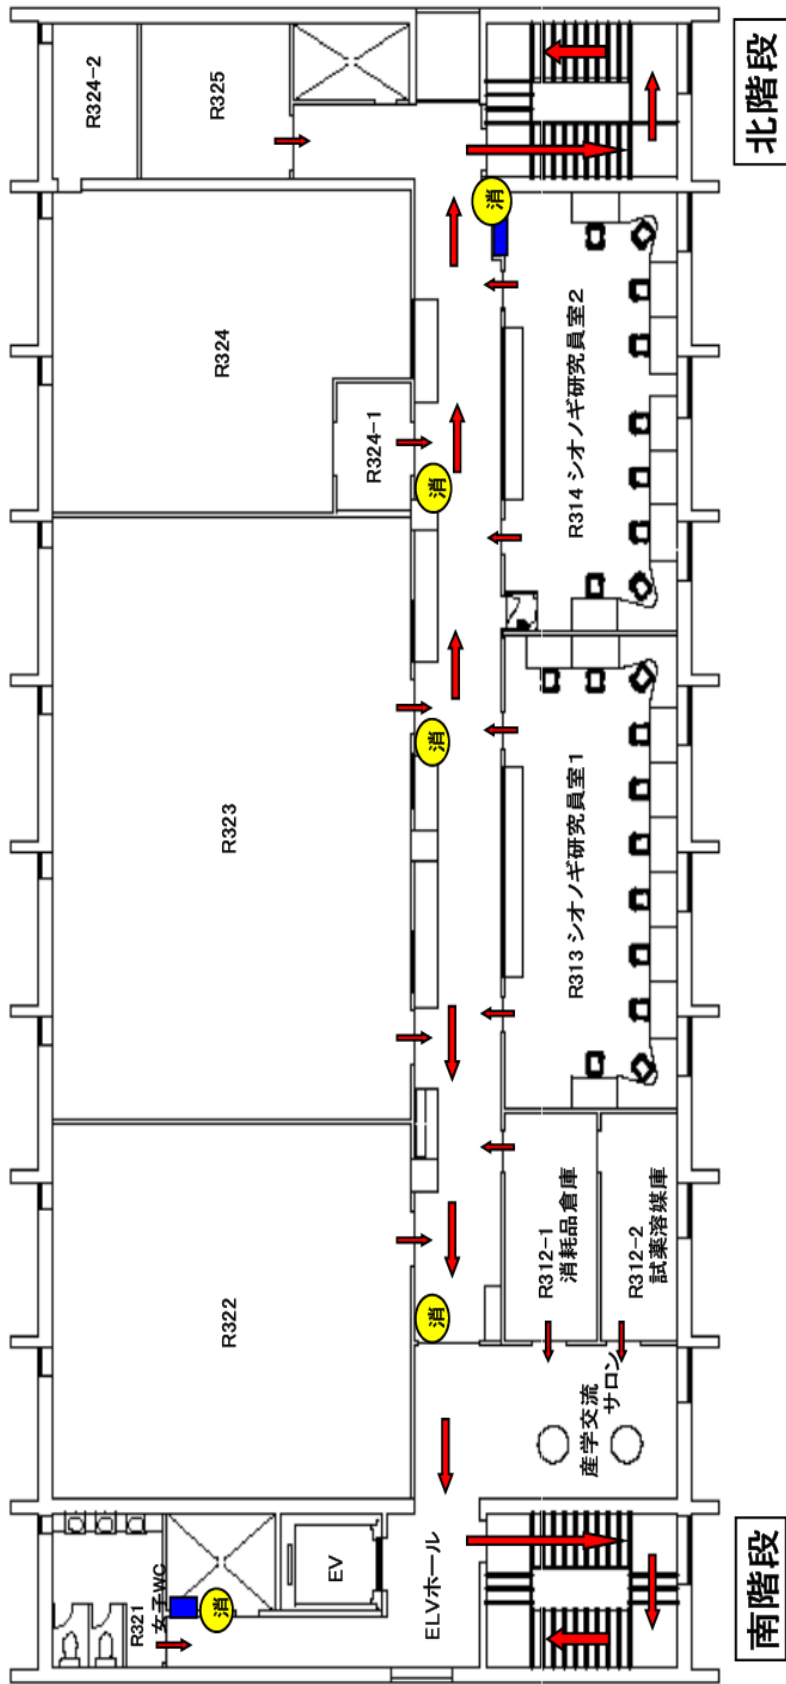 北階段
R324-2
R325
消
R324
R324-1
消
R314 シオノギ研究員室2
消
R323
R313 シオノギ研究員室1
R322
消
R312-1
消耗品倉庫
R312-2
試薬溶媒庫
産学交流
サロン
R321
女子WC
消
EV
ELVホール
南階段